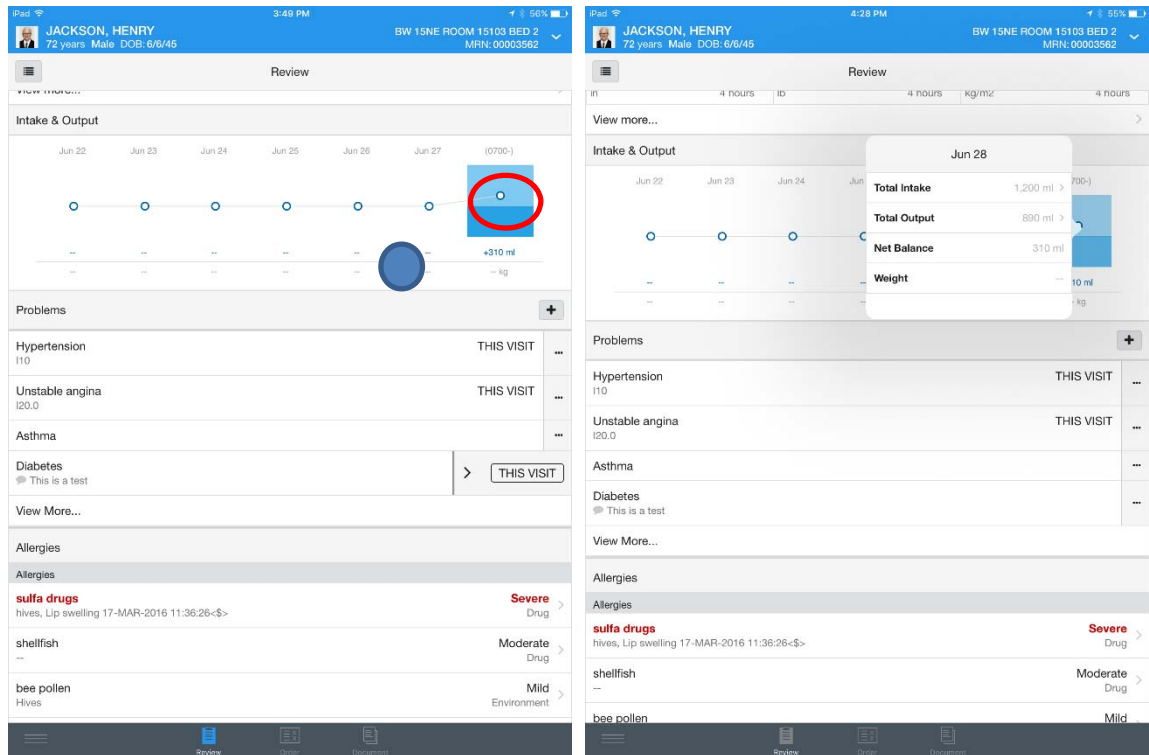 iPad 3:49 PM 56%
JACKSON, HENRY
72 years Male DOB: 6/6/45
BW 15NE ROOM 15103 BED 2
MRN: 00003562
Review
View more...
Intake & Output
Jun 22 Jun 23 Jun 24 Jun 25 Jun 26 Jun 27 (0700-)
-- -- -- -- -- -- +310 ml
-- -- -- -- -- -- -- kg
Problems +
Hypertension THIS VISIT ...
I10
Unstable angina THIS VISIT ...
I20.0
Asthma ...
Diabetes > THIS VISIT
This is a test
View More...
Allergies
Allergies
sulfa drugs Severe
hives, Lip swelling 17-MAR-2016 11:36:26<$> Drug
shellfish Moderate
-- Drug
bee pollen Mild
Hives Environment
Review Order Document
iPad 4:28 PM 55%
JACKSON, HENRY
72 years Male DOB: 6/6/45
BW 15NE ROOM 15103 BED 2
MRN: 00003562
Review
in 4 hours lb 4 hours kg/m2 4 hours
View more...
Intake & Output
Jun 22 Jun 23 Jun 24 Jun 700-)
-- -- -- -- 10 ml
-- -- -- -- kg
Jun 28
Total Intake 1,200 ml >
Total Output 890 ml >
Net Balance 310 ml
Weight --
Problems +
Hypertension THIS VISIT ...
I10
Unstable angina THIS VISIT ...
I20.0
Asthma ...
Diabetes ...
This is a test
View More...
Allergies
Allergies
sulfa drugs Severe
hives, Lip swelling 17-MAR-2016 11:36:26<$> Drug
shellfish Moderate
-- Drug
bee pollen Mild
Review Order Document